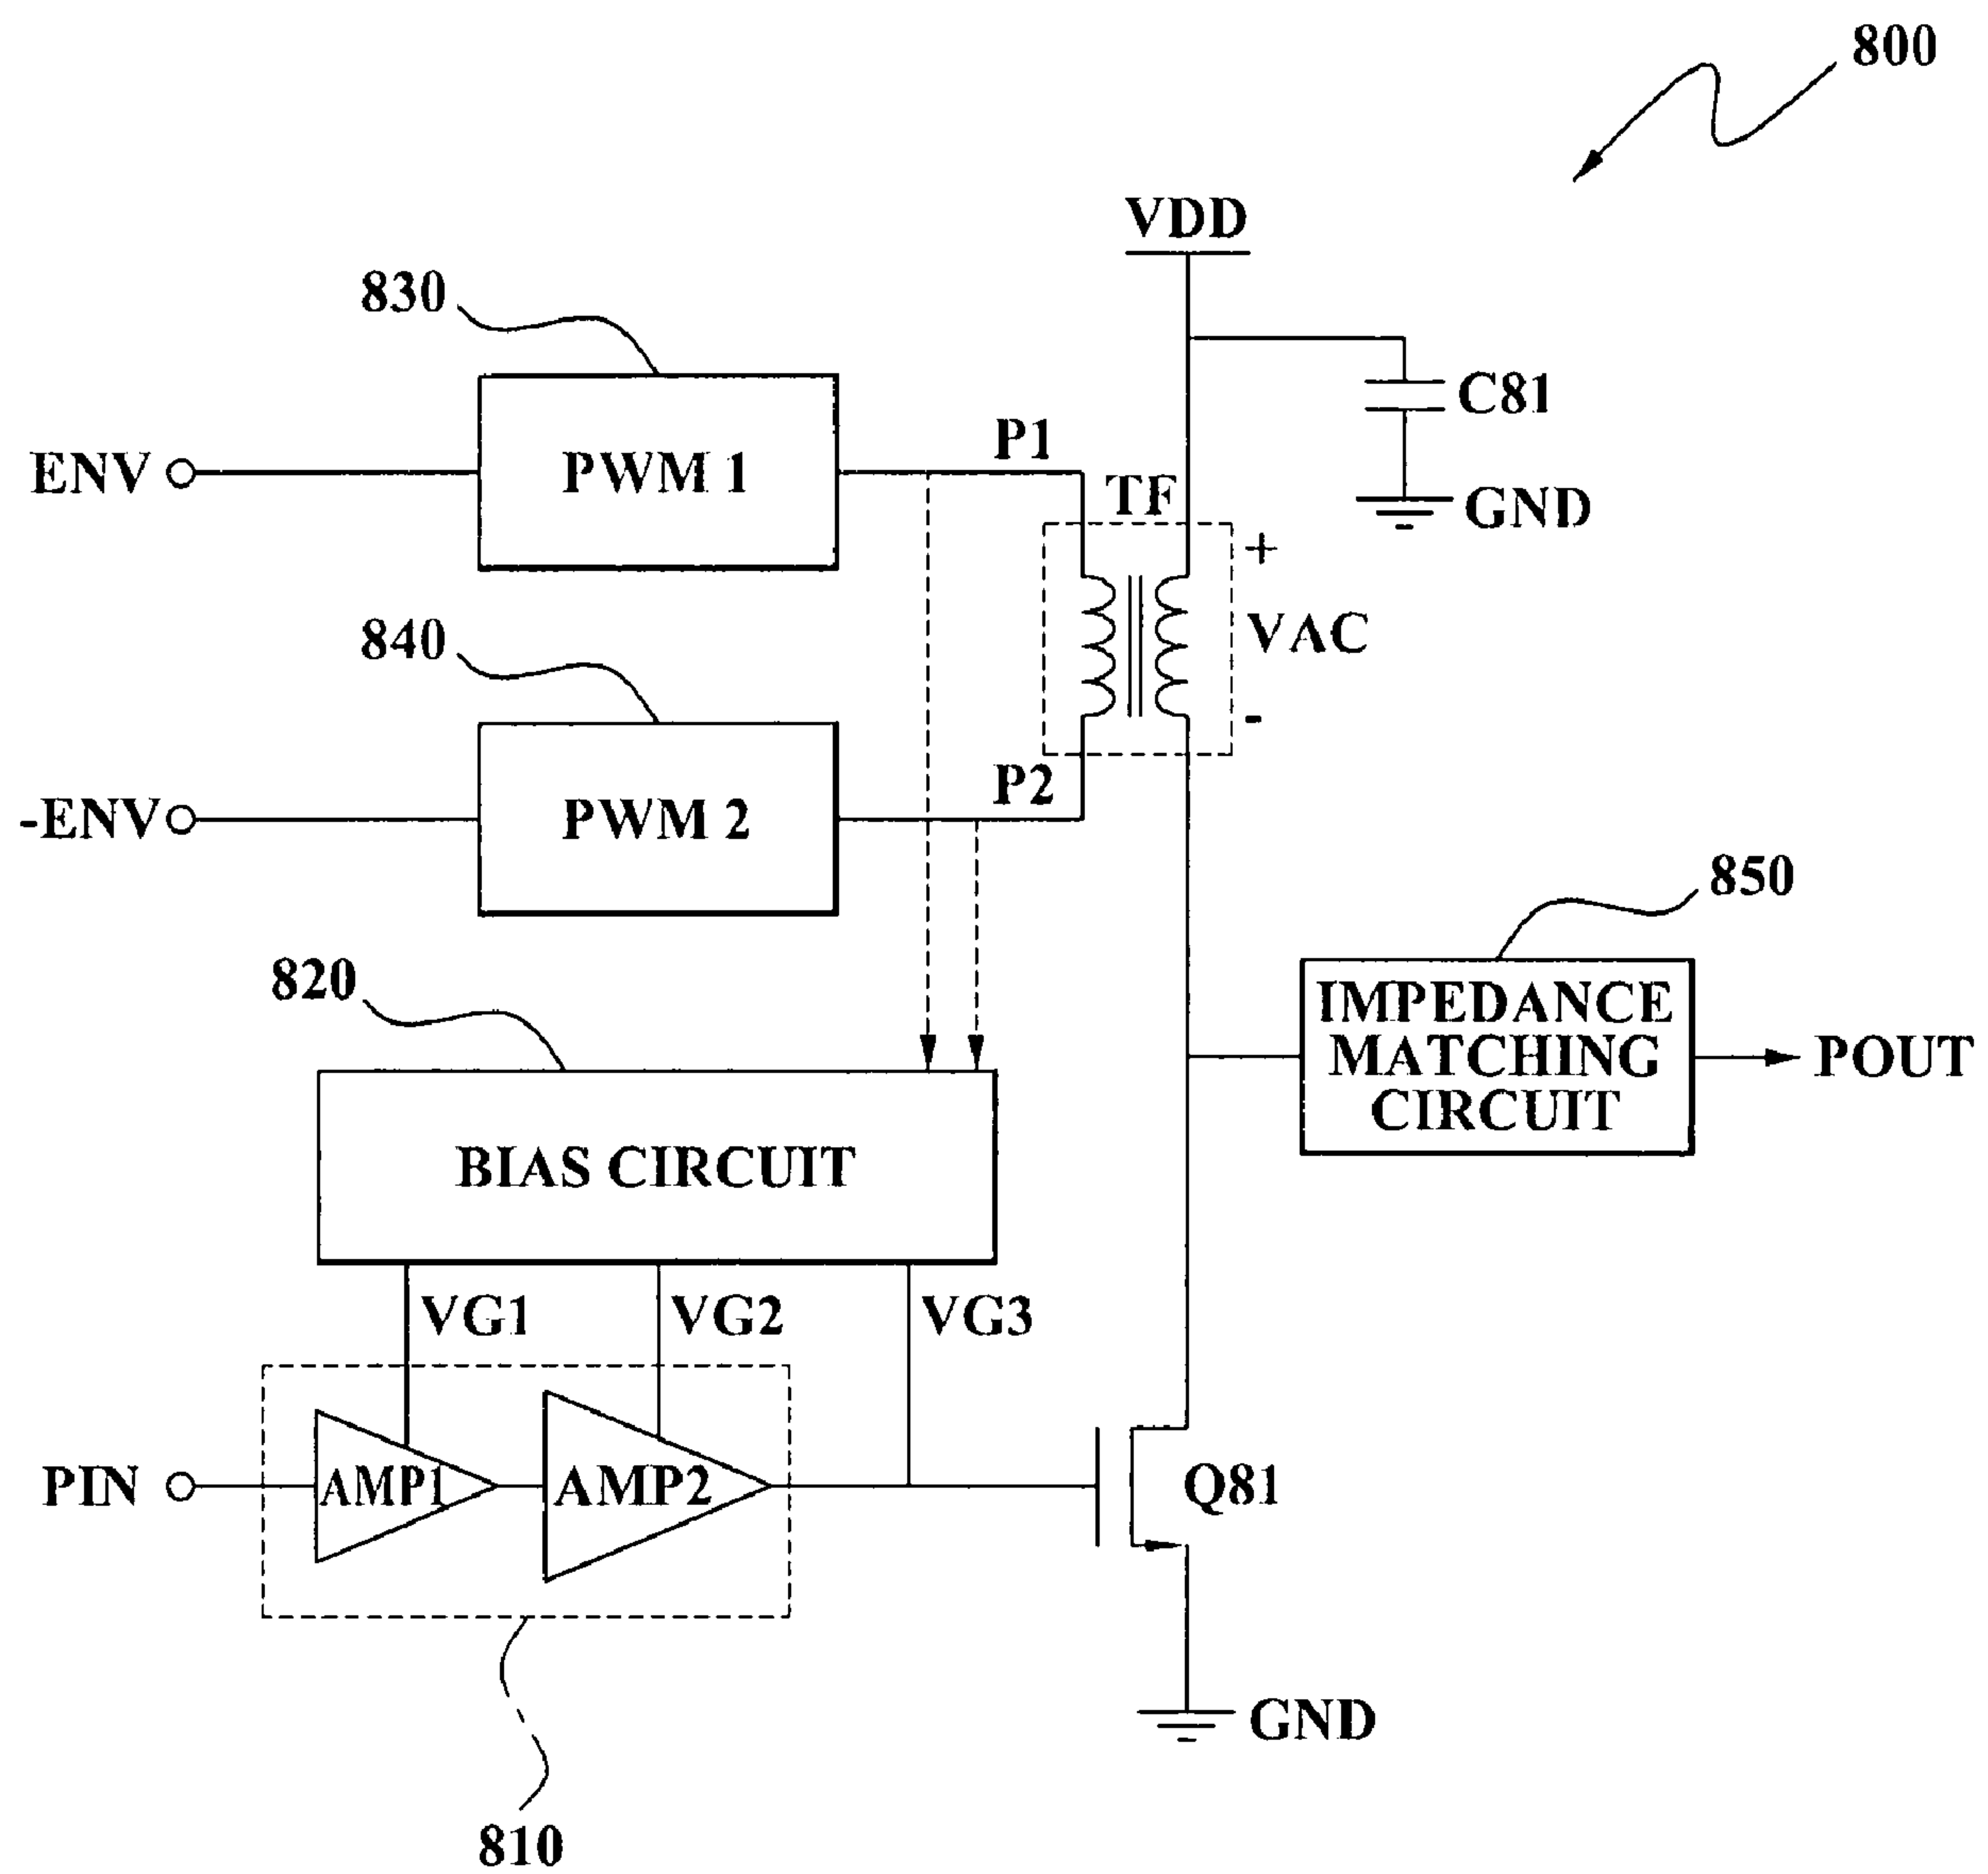 800
VDD
830
C81
P1
ENV
PWM 1
TF
GND
+
840
VAC
-
P2
-ENV
PWM 2
850
820
IMPEDANCE
MATCHING
CIRCUIT
POUT
BIAS CIRCUIT
VG1
VG2
VG3
PIN
AMP1
AMP2
Q81
GND
810